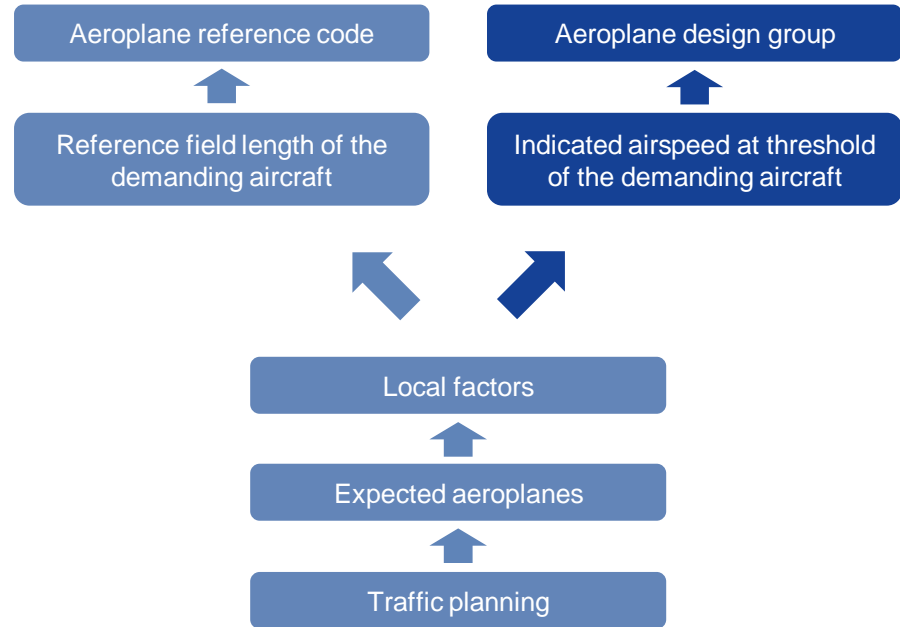 Aeroplane reference code
Aeroplane design group
Reference field length of the
demanding aircraft
Indicated airspeed at threshold
of the demanding aircraft
Local factors
Expected aeroplanes
Traffic planning